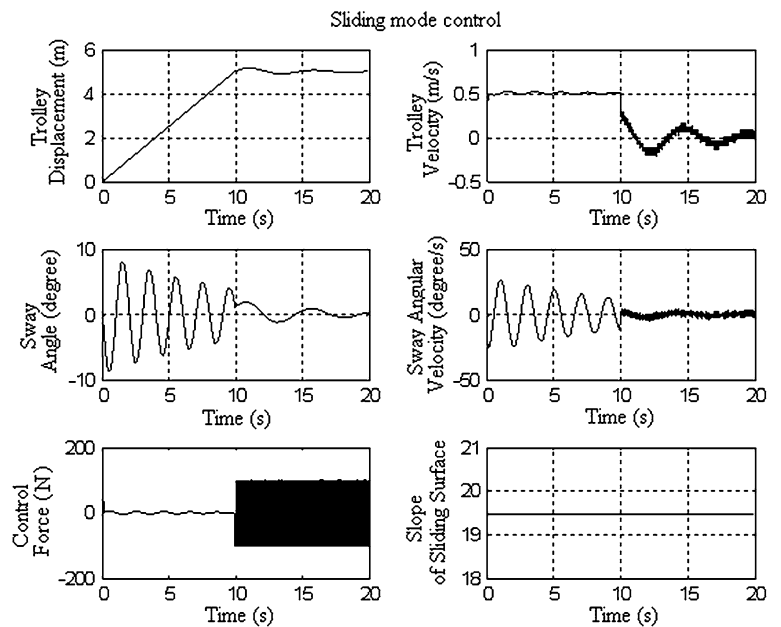 Sliding mode control
6
4
2
0
Trolley
Displacement (m)
0 5 10 15 20
Time (s)
1
0.5
0
-0.5
Trolley
Velocity (m/s)
0 5 10 15 20
Time (s)
10
0
-10
Sway
Angle (degree)
0 5 10 15 20
Time (s)
50
0
-50
Sway Angular
Velocity (degree/s)
0 5 10 15 20
Time (s)
200
0
-200
Control
Force (N)
0 5 10 15 20
Time (s)
21
20
19
18
Slope
of Sliding Surface
0 5 10 15 20
Time (s)